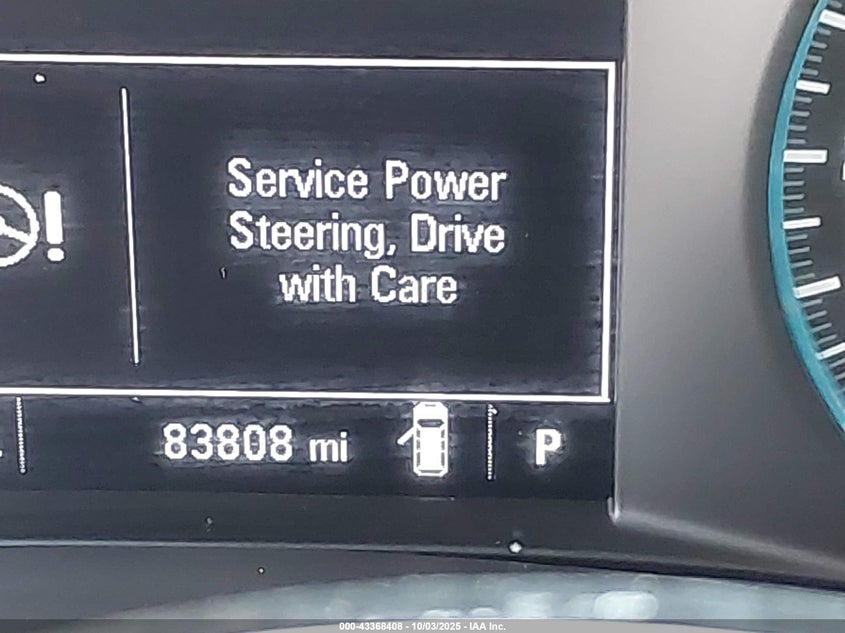 Service Power
Steering, Drive
with Care
83808 mi
P
000-43368408 - 10/03/2025 - IAA Inc.